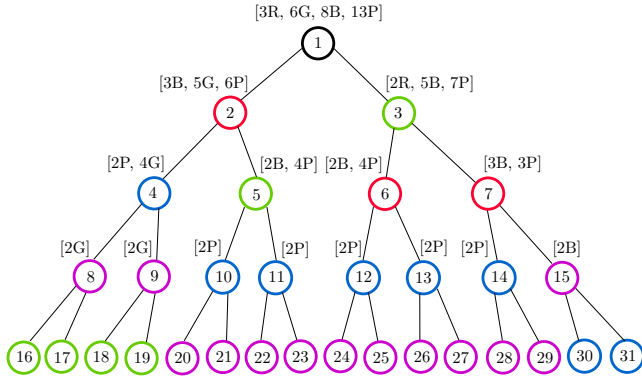 [3R, 6G, 8B, 13P]
1
[3B, 5G, 6P]
[2R, 5B, 7P]
2
3
[2P, 4G]
[2B, 4P]
[2B, 4P]
[3B, 3P]
4
5
6
7
[2G]
[2G]
[2P]
[2P]
[2P]
[2P]
[2P]
[2B]
8
9
10
11
12
13
14
15
16
17
18
19
20
21
22
23
24
25
26
27
28
29
30
31